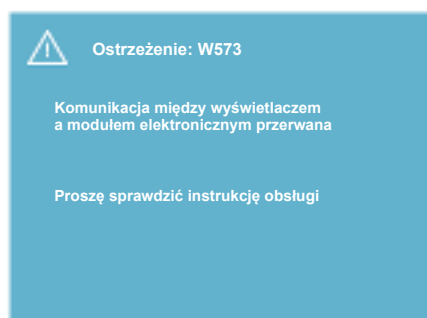 Ostrzeżenie: W573
Komunikacja między wyświetlaczem
a modułem elektronicznym przerwana
Proszę sprawdzić instrukcję obsługi